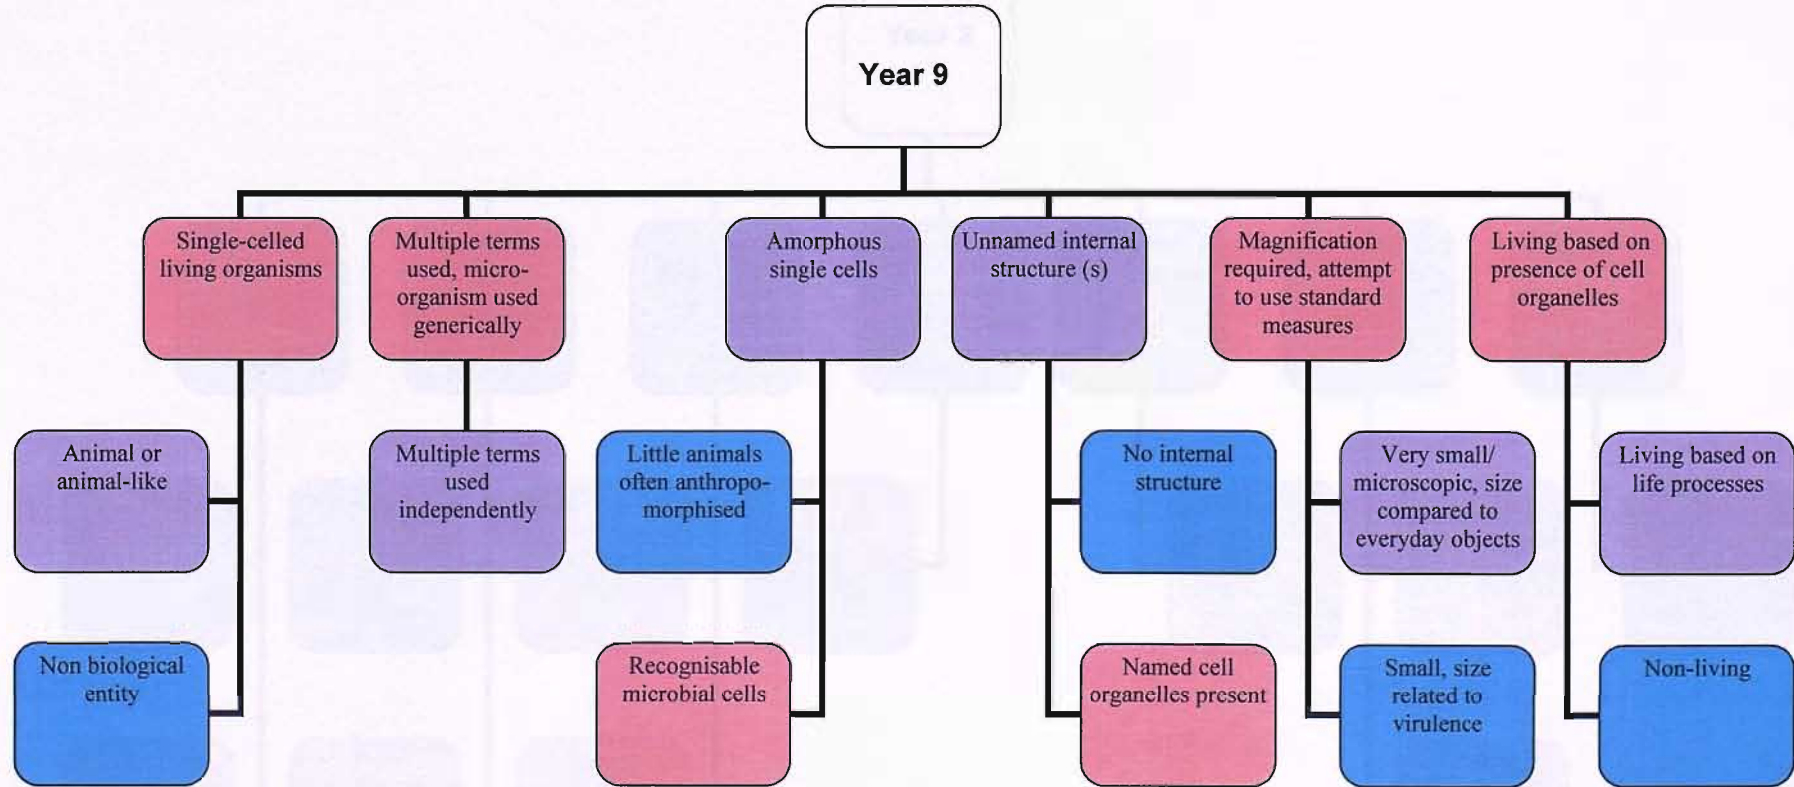 Year 2
Year 9
Single-celled
living organisms
Multiple terms
used, micro-
organism used
generically
Amorphous
single cells
Unnamed internal
structure (s)
Magnification
required, attempt
to use standard
measures
Living based on
presence of cell
organelles
Animal or
animal-like
Multiple terms
used
independently
Little animals
often anthropo-
morphised
No internal
structure
Very small/
microscopic, size
compared to
everyday objects
Living based on
life processes
Non biological
entity
Recognisable
microbial cells
Named cell
organelles present
Small, size
related to
virulence
Non-living